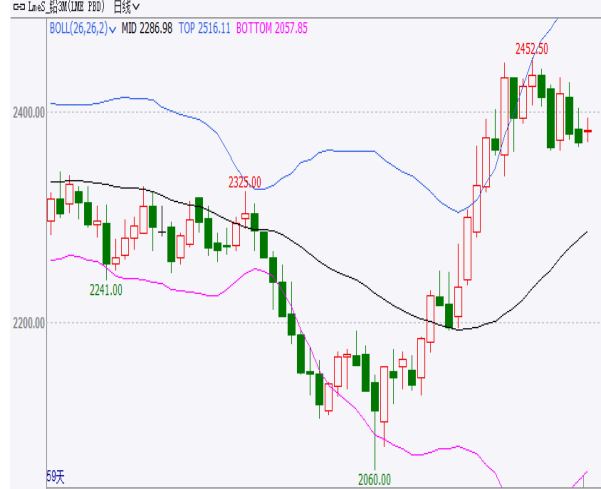 LmeS_铅3M(LME PBD) 日线
BOLL(26,26,2) MID 2286.98 TOP 2516.11 BOTTOM 2057.85
2452.50
2400.00
2325.00
2241.00
2200.00
59天
2060.00